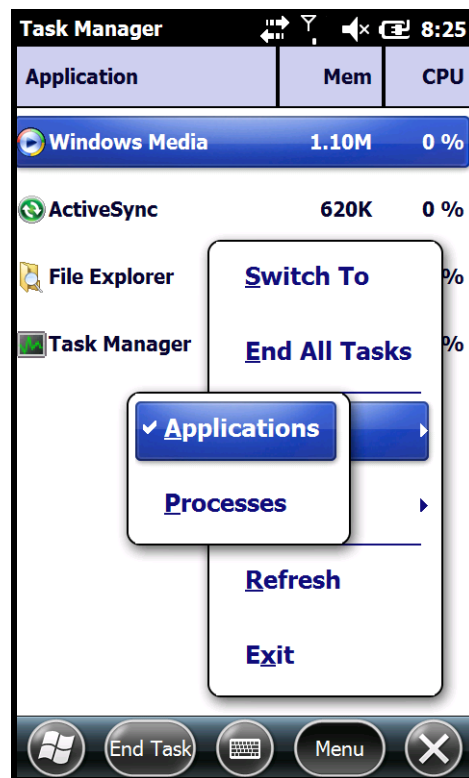 Task Manager 8:25
Application Mem CPU
Windows Media 1.10M 0 %
ActiveSync 620K 0 %
File Explorer %
Task Manager %
Switch To
End All Tasks
Applications
Processes
Refresh
Exit
End Task Menu